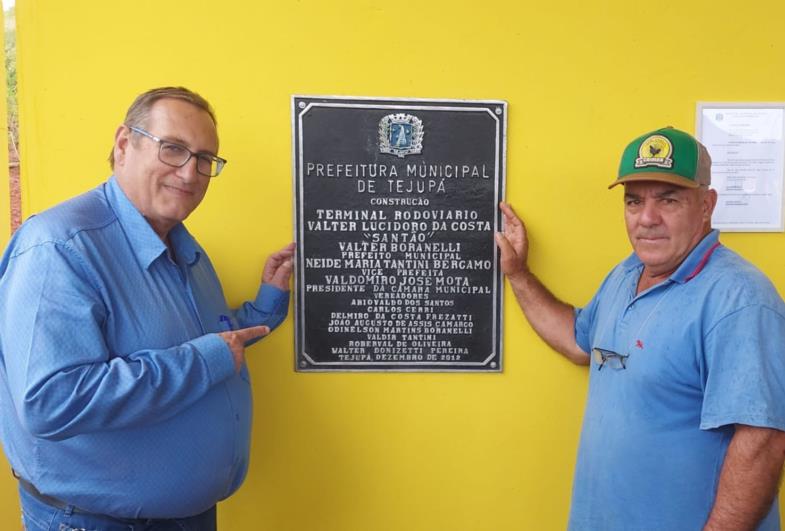 PREFEITURA MUNICIPAL
DE TEJUPÁ
CONSTRUCÃO
TERMINAL RODOVIARIO
VALTER LUCIDORO DA COSTA
"SANTÃO"
VALTER BORANELLI
PREFEITO MUNICIPAL
NEIDE MARIA TANTINI BERGAMO
VICE PREFEITA
VALDOMIRO JOSÉ MOTA
PRESIDENTE DA CÂMARA MUNICIPAL
VEREADORES
ARIOVALDO DOS SANTOS
CARLOS CERRI
DELMIRO DA COSTA FREZATTI
JOÃO AUGUSTO DE ASSIS CAMARGO
ODINELSON MARTINS BORANELLI
VALDIR TANTINI
ROBERVAL DE OLIVEIRA
WALTER DONIZETTI PEREIRA
TEJUPÁ, DEZEMBRO DE 2012